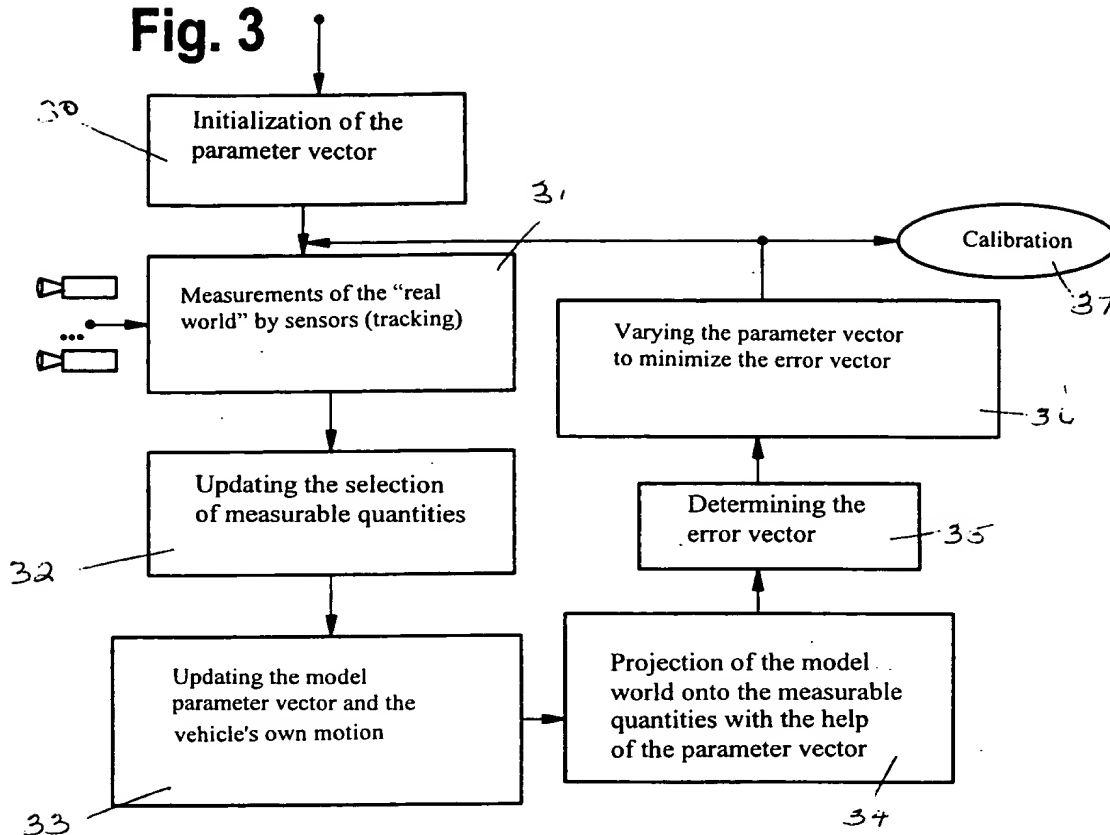 Fig. 3
30
Initialization of the
parameter vector
Measurements of the “real
world” by sensors (tracking)
...
Updating the selection
of measurable quantities
32
Updating the model
parameter vector and the
vehicle's own motion
33
Projection of the model
world onto the measurable
quantities with the help
of the parameter vector
34
Determining the
error vector
35
Varying the parameter vector
to minimize the error vector
Calibration
37